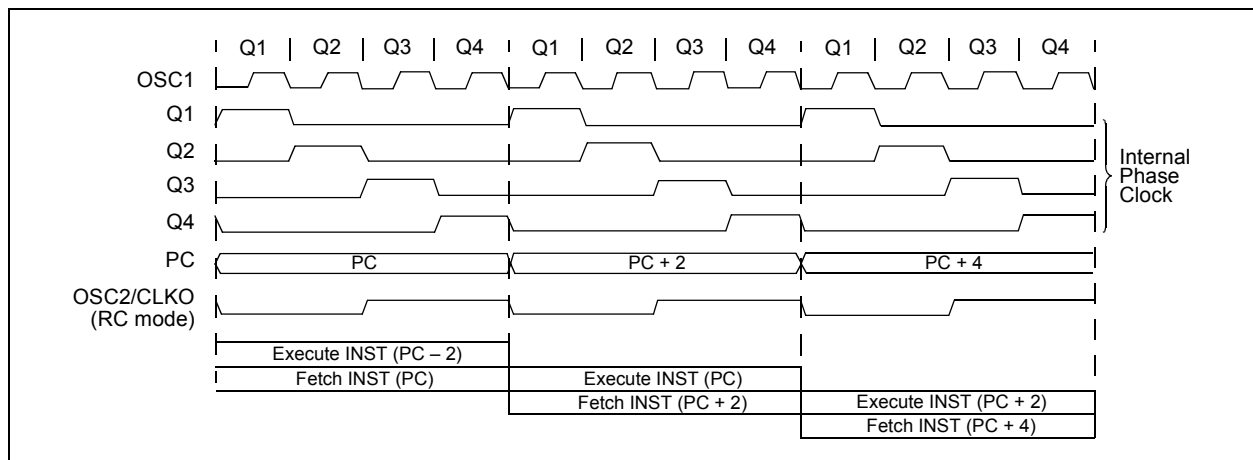 Q1 Q2 Q3 Q4 Q1 Q2 Q3 Q4 Q1 Q2 Q3 Q4
OSC1
Q1
Q2
Q3
Q4
Internal
Phase
Clock
PC
PC
PC + 2
PC + 4
OSC2/CLKO
(RC mode)
Execute INST (PC – 2)
Fetch INST (PC)
Execute INST (PC)
Fetch INST (PC + 2)
Execute INST (PC + 2)
Fetch INST (PC + 4)